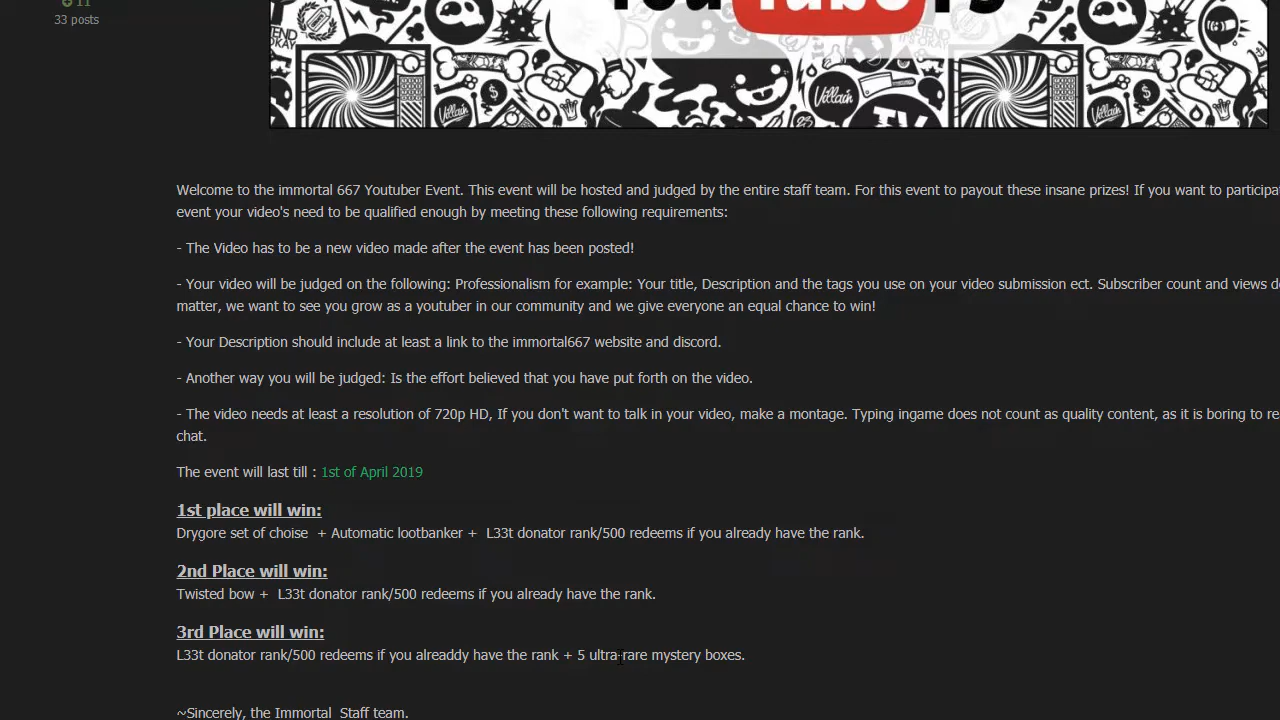 11
33 posts
YouTube
Villain
Villain
TV
Villain
23
Welcome to the immortal 667 Youtuber Event. This event will be hosted and judged by the entire staff team. For this event to payout these insane prizes! If you want to
event your video's need to be qualified enough by meeting these following requirements:
- The Video has to be a new video made after the event has been posted!
- Your video will be judged on the following: Professionalism for example: Your title, Description and the tags you use on your video submission ect. Subscriber count and views
matter, we want to see you grow as a youtuber in our community and we give everyone an equal chance to win!
- Your Description should include at least a link to the immortal667 website and discord.
- Another way you will be judged: Is the effort believed that you have put forth on the video.
- The video needs at least a resolution of 720p HD, If you don't want to talk in your video, make a montage. Typing ingame does not count as quality content, as it is boring to
chat.
The event will last till : 1st of April 2019
1st place will win:
Drygore set of choise + Automatic lootbanker + L33t donator rank/500 redeems if you already have the rank.
2nd Place will win:
Twisted bow + L33t donator rank/500 redeems if you already have the rank.
3rd Place will win:
L33t donator rank/500 redeems if you alreaddy have the rank + 5 ultra rare mystery boxes.
~Sincerely, the Immortal Staff team.